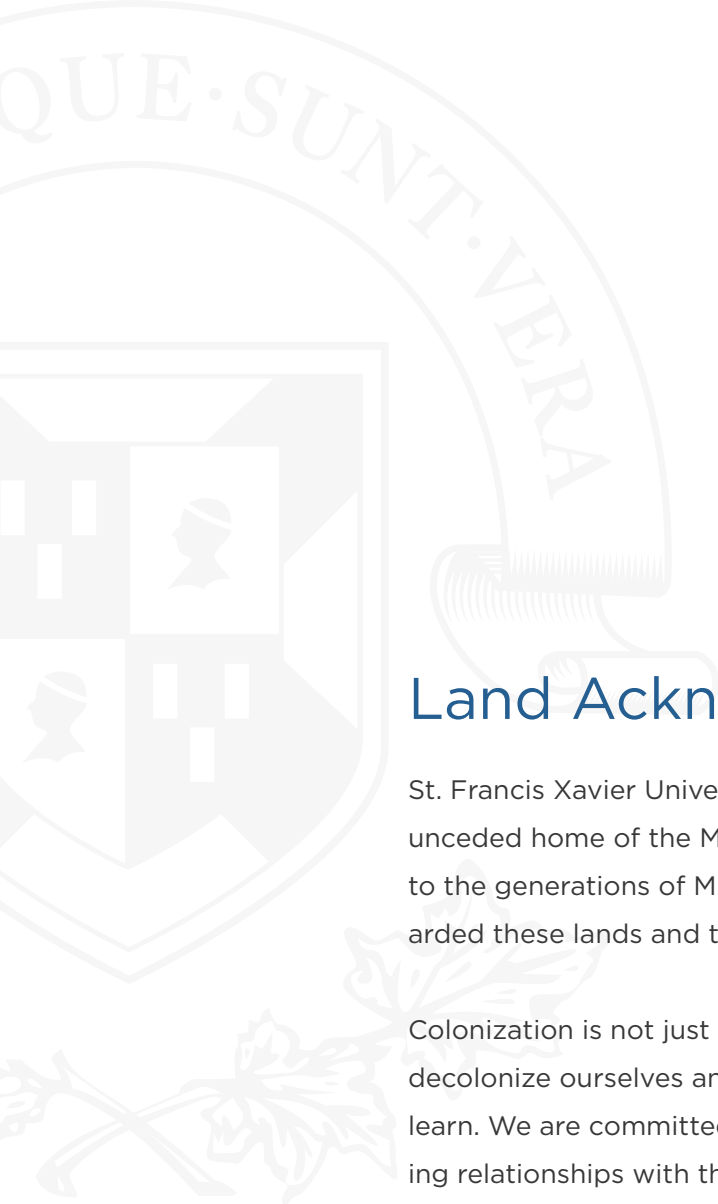 QUE·SUNT·VERA
Land Ackn
St. Francis Xavier Unive
unceded home of the M
to the generations of M
arded these lands and t
Colonization is not just
decolonize ourselves an
learn. We are committe
ing relationships with th